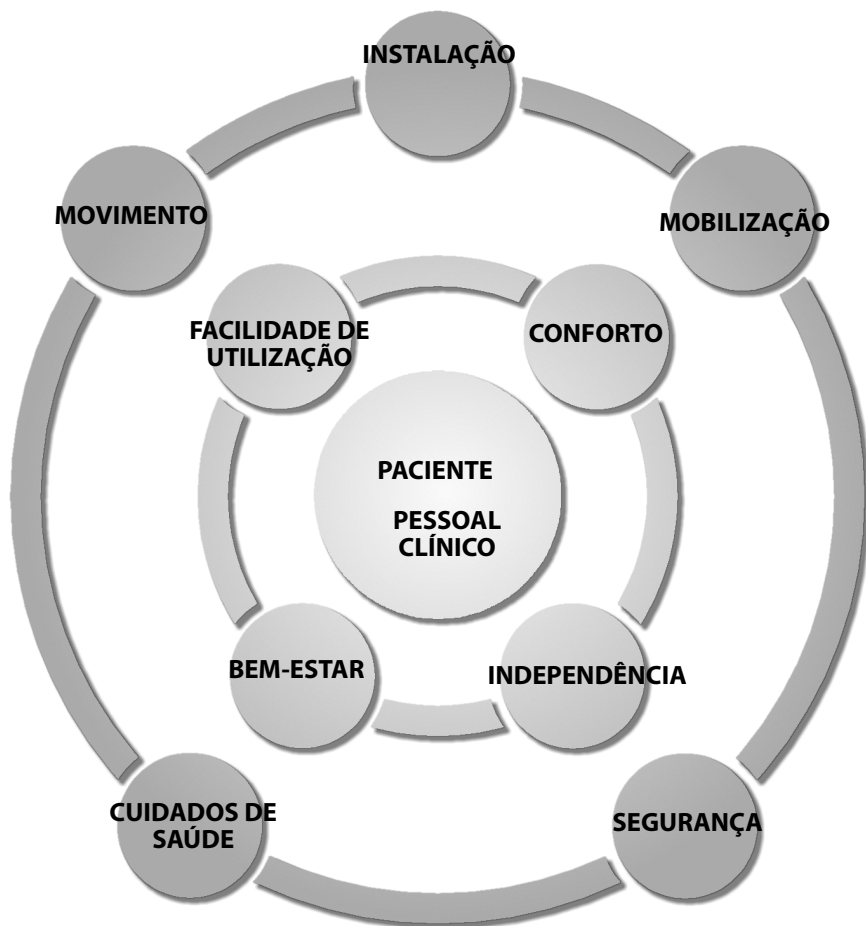 INSTALAÇÃO
MOVIMENTO
MOBILIZAÇÃO
FACILIDADE DE
UTILIZAÇÃO
CONFORTO
PACIENTE
PESSOAL
CLÍNICO
BEM-ESTAR
INDEPENDÊNCIA
CUIDADOS DE
SAÚDE
SEGURANÇA